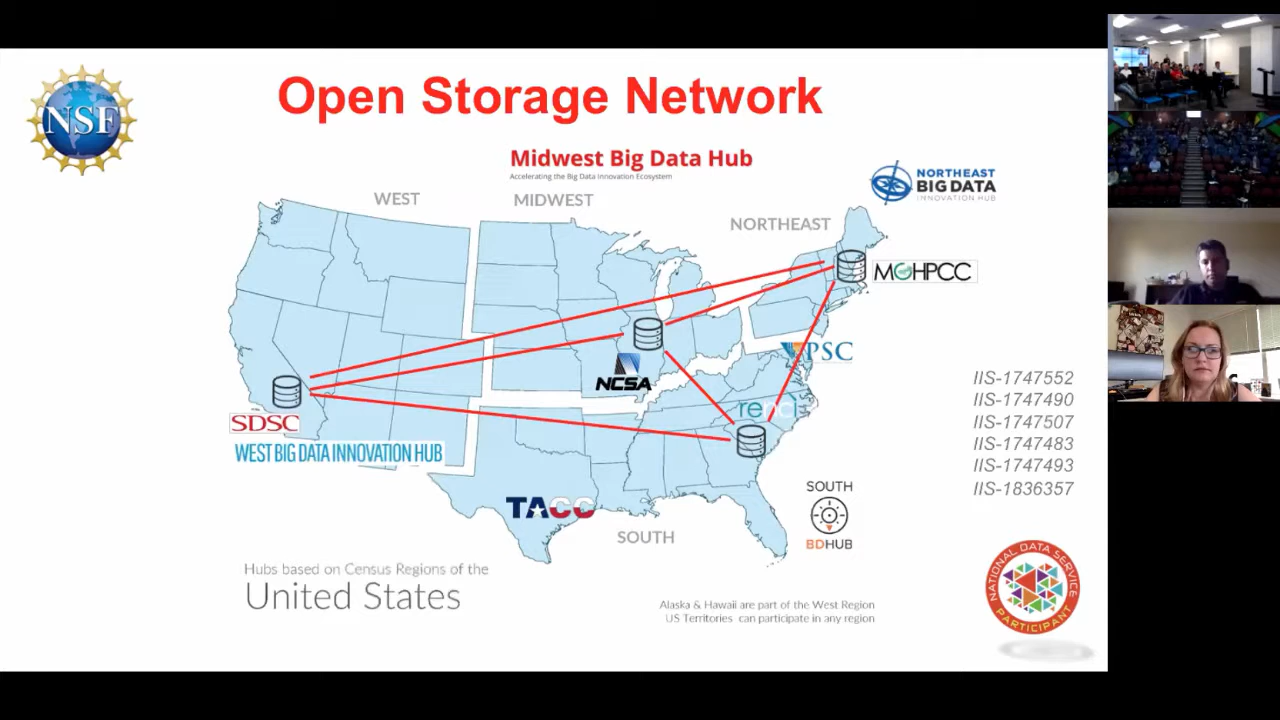 Open Storage Network
NSF
Midwest Big Data Hub
Accelerating the Big Data Innovation Ecosystem
NORTHEAST
BIG DATA
INNOVATION HUB
WEST
MIDWEST
NORTHEAST
MGHPCC
PSC
NCSA
renci
SDSC
WEST BIG DATA INNOVATION HUB
IIS-1747552
IIS-1747490
IIS-1747507
IIS-1747483
IIS-1747493
IIS-1836357
TACC
SOUTH
SOUTH
BDHUB
Hubs based on Census Regions of the
United States
Alaska & Hawaii are part of the West Region
US Territories can participate in any region
NATIONAL DATA SERVICE
PARTICIPANT